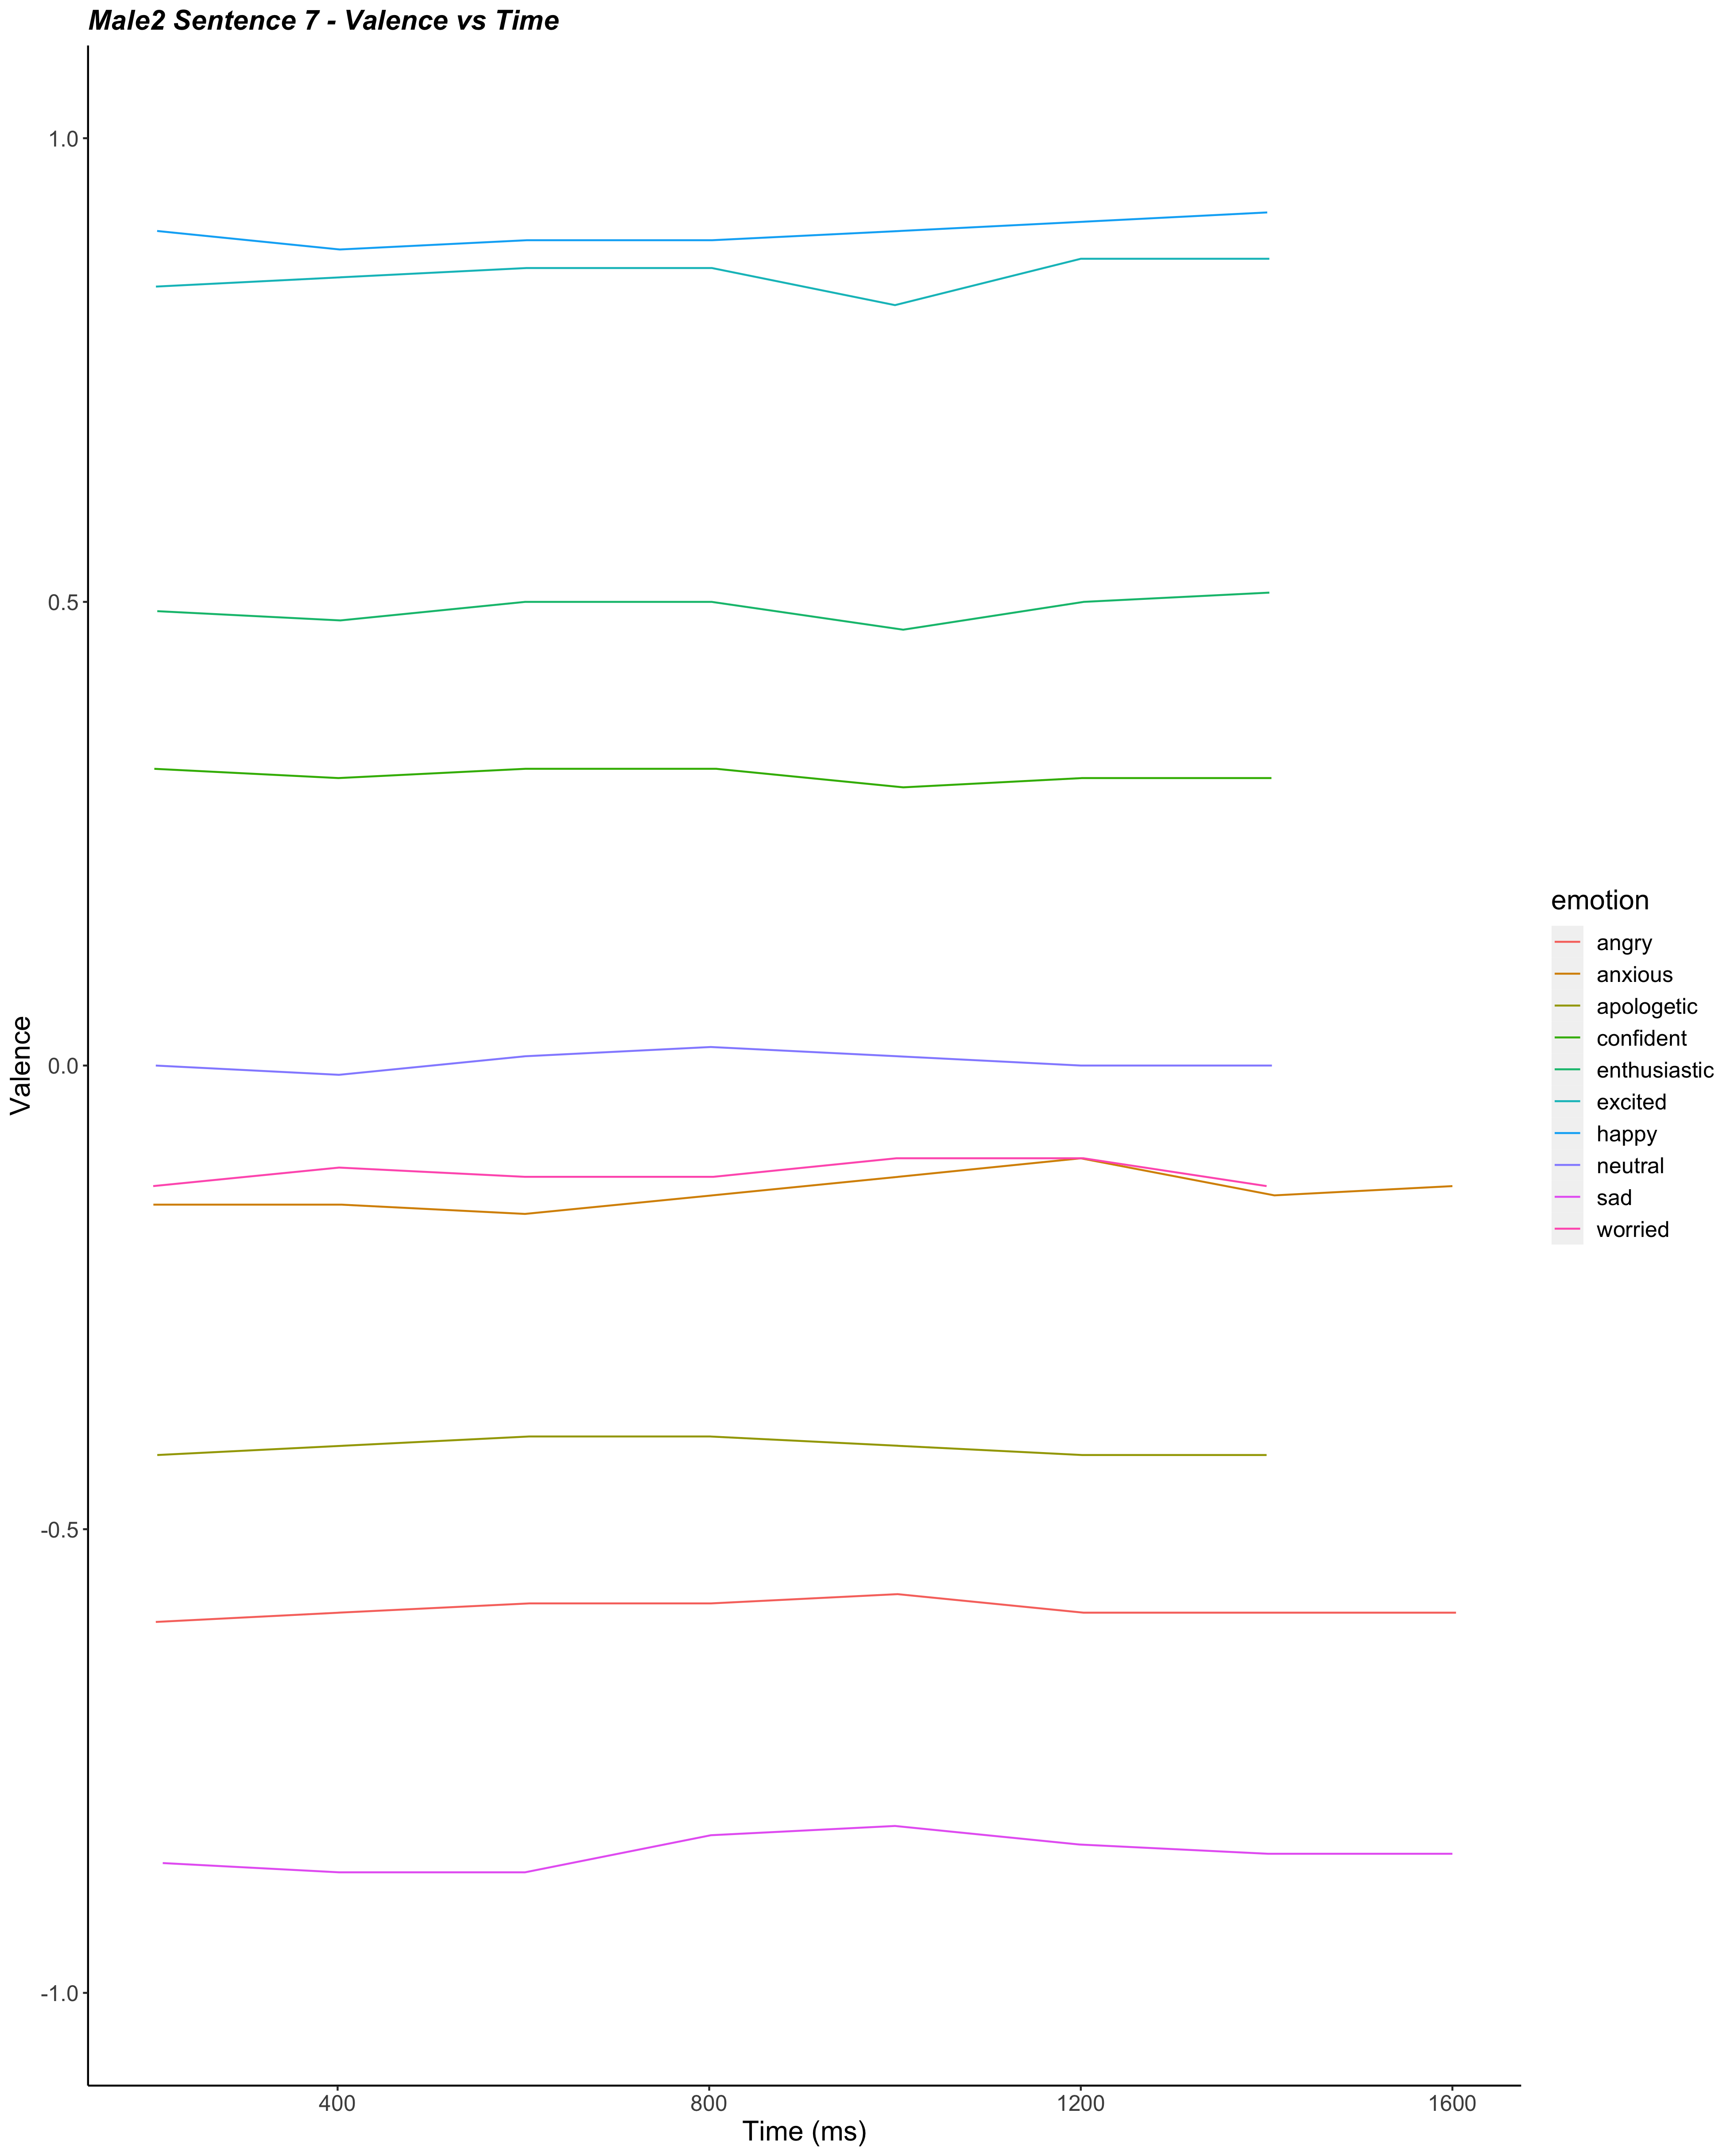 Male2 Sentence 7 - Valence vs Time
1.0
0.5
0.0
-0.5
-1.0
Valence
400 800 1200 1600
Time (ms)
emotion
angry
anxious
apologetic
confident
enthusiastic
excited
happy
neutral
sad
worried